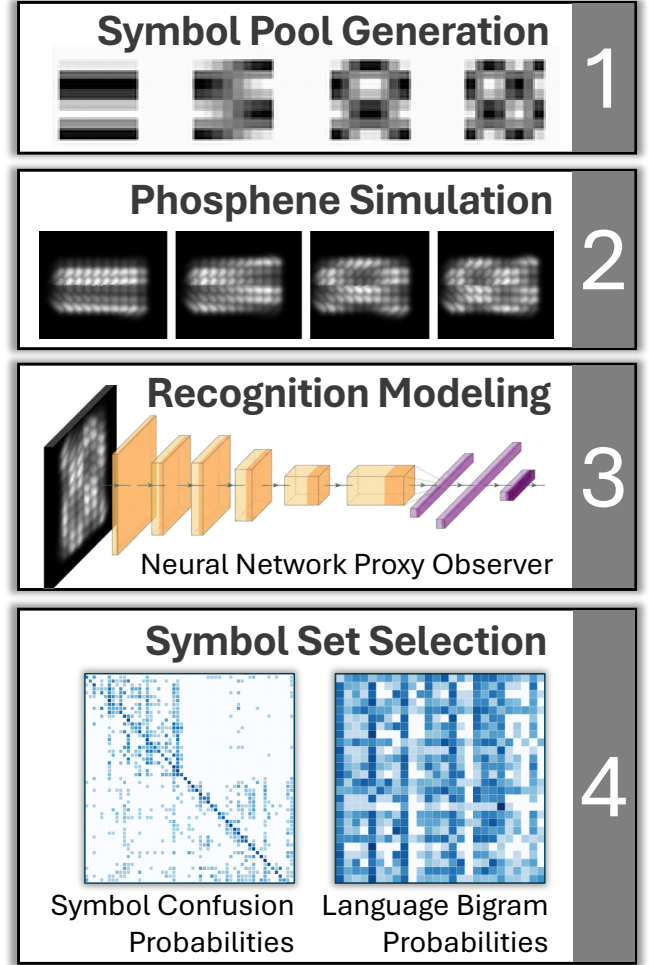 Symbol Pool Generation
1
Phosphene Simulation
2
Recognition Modeling
3
Neural Network Proxy Observer
Symbol Set Selection
4
Symbol Confusion
Probabilities
Language Bigram
Probabilities